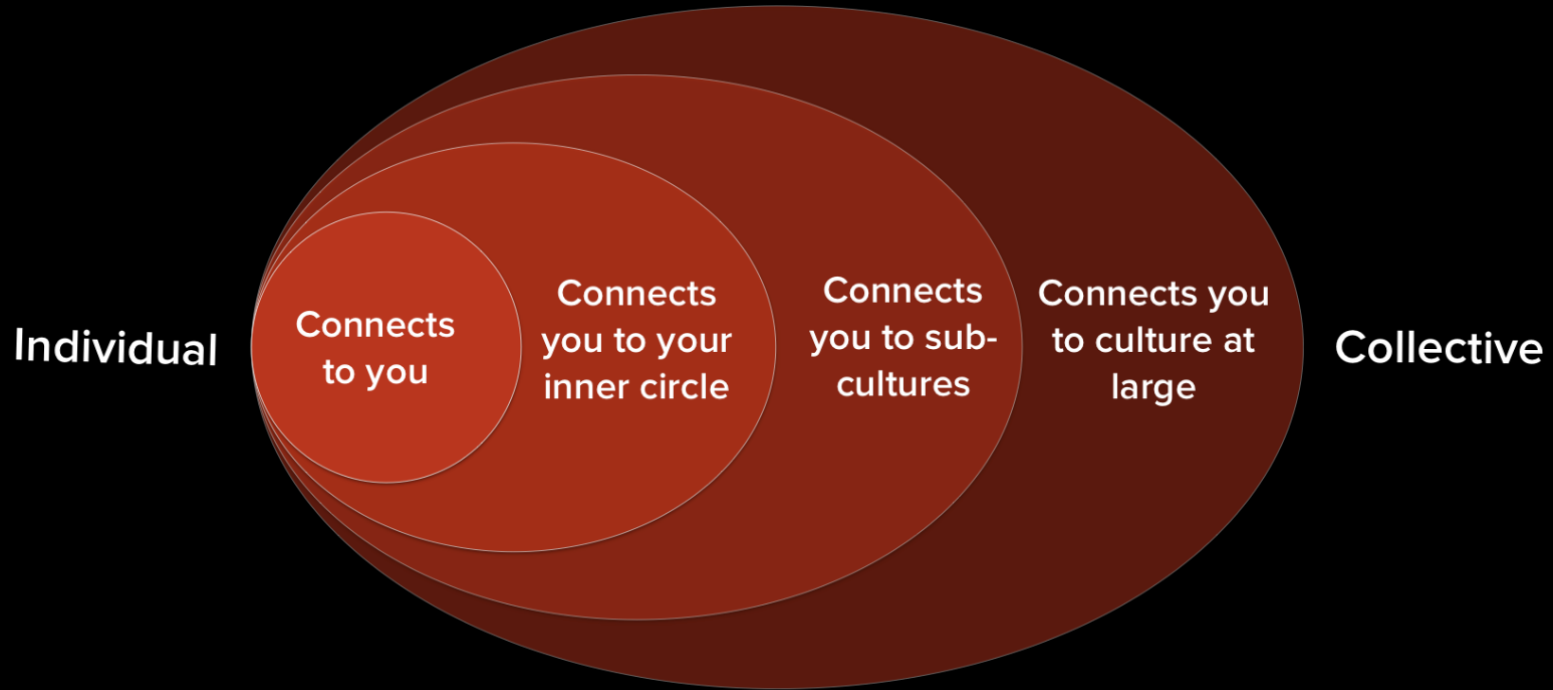 Individual
Connects
to you
Connects
you to your
inner circle
Connects
you to sub-
cultures
Connects you
to culture at
large
Collective